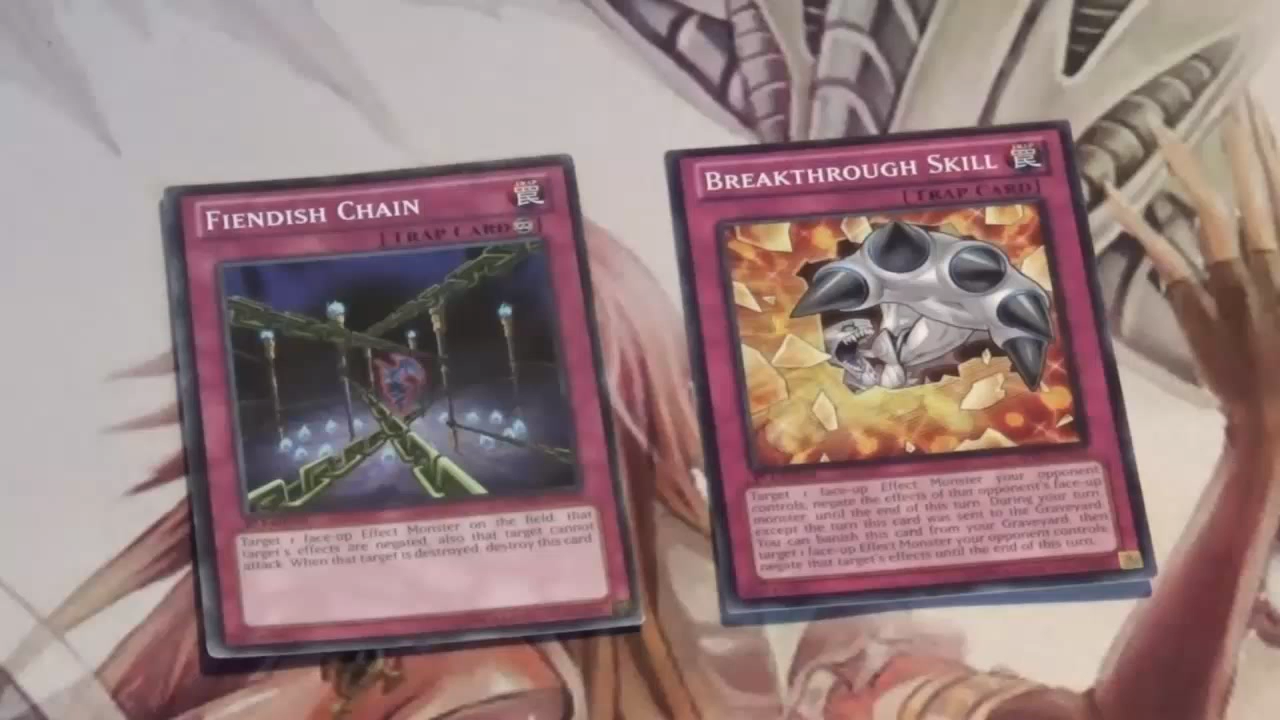 FIENDISH CHAIN
罠
[TRAP CARD
Target 1 face-up Effect Monster on the field, that
target's effects are negated, also that target cannot
attack. When that target is destroyed, destroy this card
BREAKTHROUGH SKILL
罠
[TRAP CARD]
Target 1 face-up Effect Monster your opponent
controls, negate the effects of that opponent's face-up
monster, until the end of this turn. During your turn,
except the turn this card was sent to the Graveyard
You can banish this card from your Graveyard, then
target 1 face-up Effect Monster your opponent controls;
negate that target's effects until the end of this turn.